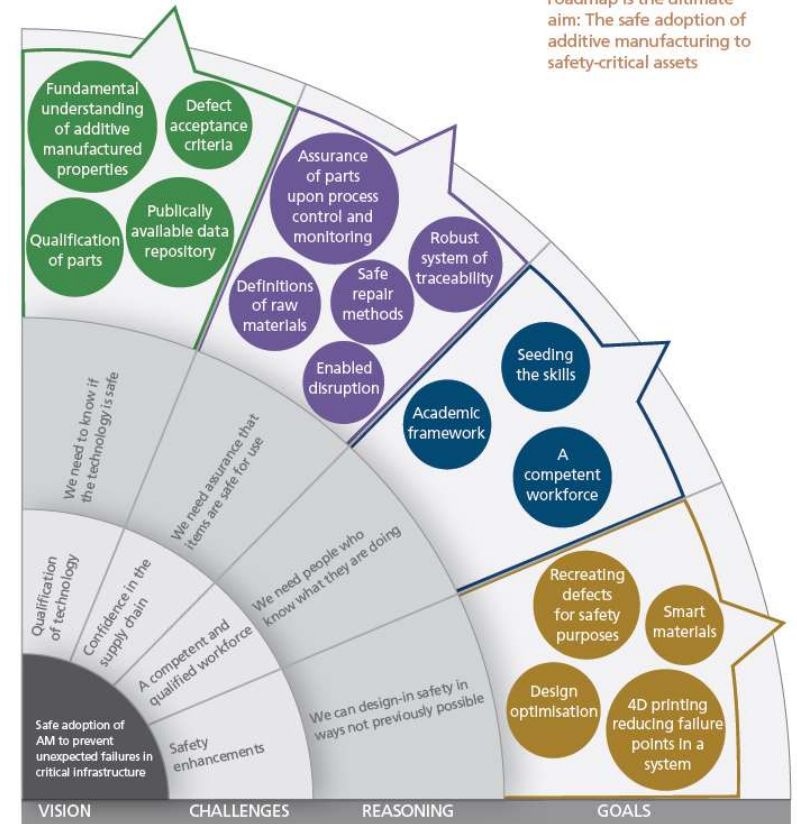 roadmap is the ultimate
aim: The safe adoption of
additive manufacturing to
safety-critical assets
Fundamental
understanding
of additive
manufactured
properties
Defect
acceptance
criteria
Qualification
of parts
Publically
available data
repository
Assurance
of parts
upon process
control and
monitoring
Robust
system of
traceability
Definitions
of raw
materials
Safe
repair
methods
Enabled
disruption
Seeding
the skills
Academic
framework
A
competent
workforce
Recreating
defects
for safety
purposes
Smart
materials
Design
optimisation
4D printing
reducing failure
points in a
system
We need to know if
the technology is safe
We need assurance that
items are safe for use
We need people who
know what they are doing
We can design-in safety in
ways not previously possible
Qualification
of technology
Confidence in the
supply chain
A competent and
qualified workforce
Safety
enhancements
Safe adoption of
AM to prevent
unexpected failures in
critical infrastructure
VISION CHALLENGES REASONING GOALS